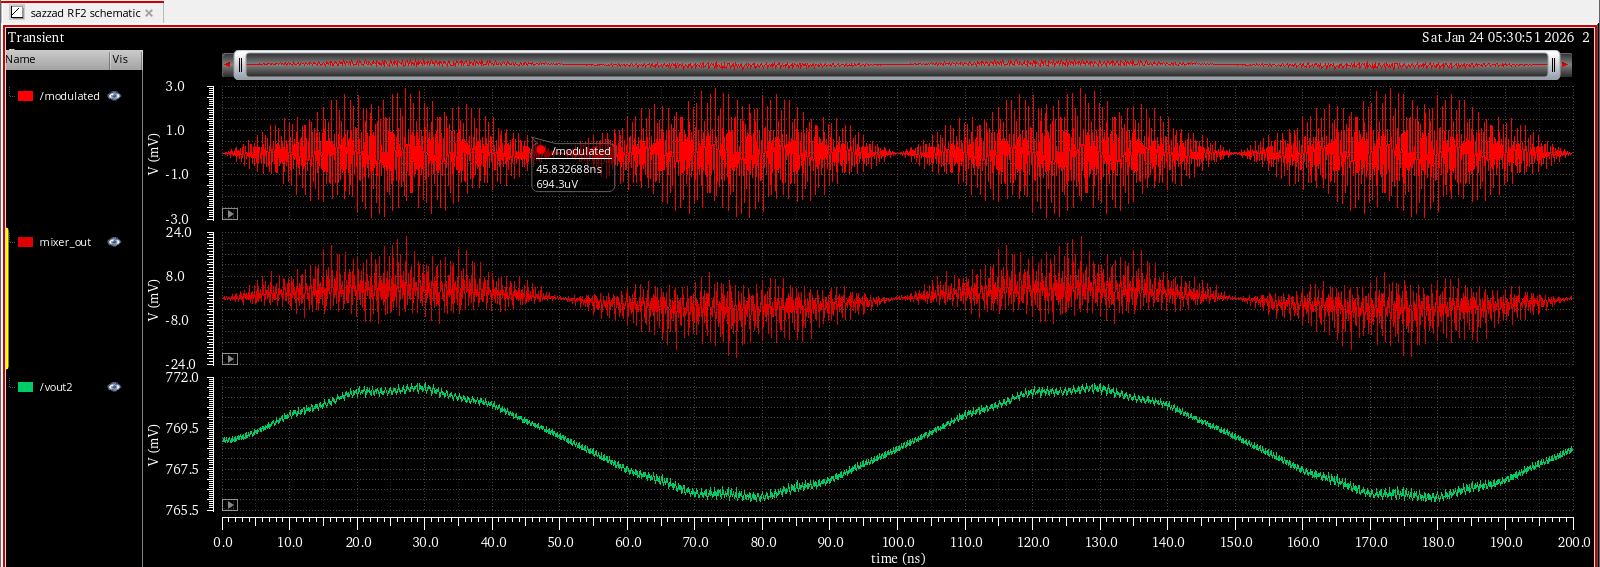 sazzad RF2 schematic
Transient
Sat Jan 24 05:30:51 2026 2
Name Vis
/modulated
V (mV)
3.0
1.0
-1.0
-3.0
/modulated
45.832688ns
694.3uV
mixer_out
V (mV)
24.0
8.0
-8.0
-24.0
/vout2
V (mV)
772.0
769.5
767.5
765.5
0.0 10.0 20.0 30.0 40.0 50.0 60.0 70.0 80.0 90.0 100.0 110.0 120.0 130.0 140.0 150.0 160.0 170.0 180.0 190.0 200.0
time (ns)